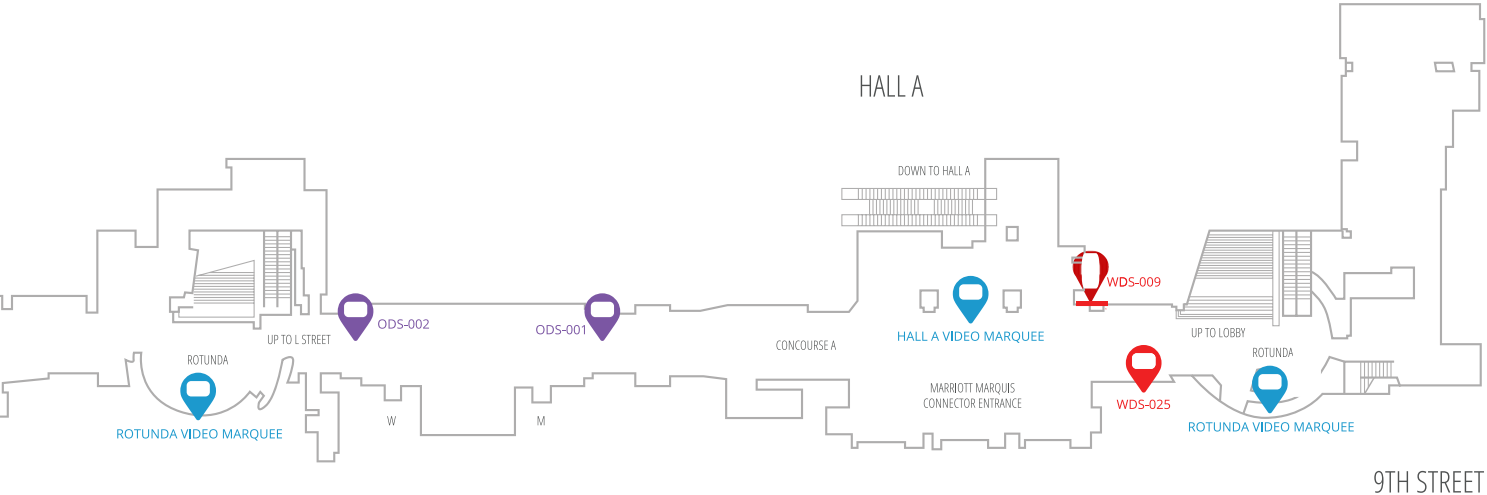 HALL A
DOWN TO HALL A
WDS-009
ODS-002
ODS-001
UP TO L STREET
HALL A VIDEO MARQUEE
UP TO LOBBY
CONCOURSE A
ROTUNDA
ROTUNDA
MARRIOTT MARQUIS
CONNECTOR ENTRANCE
WDS-025
W
M
ROTUNDA VIDEO MARQUEE
ROTUNDA VIDEO MARQUEE
9TH STREET